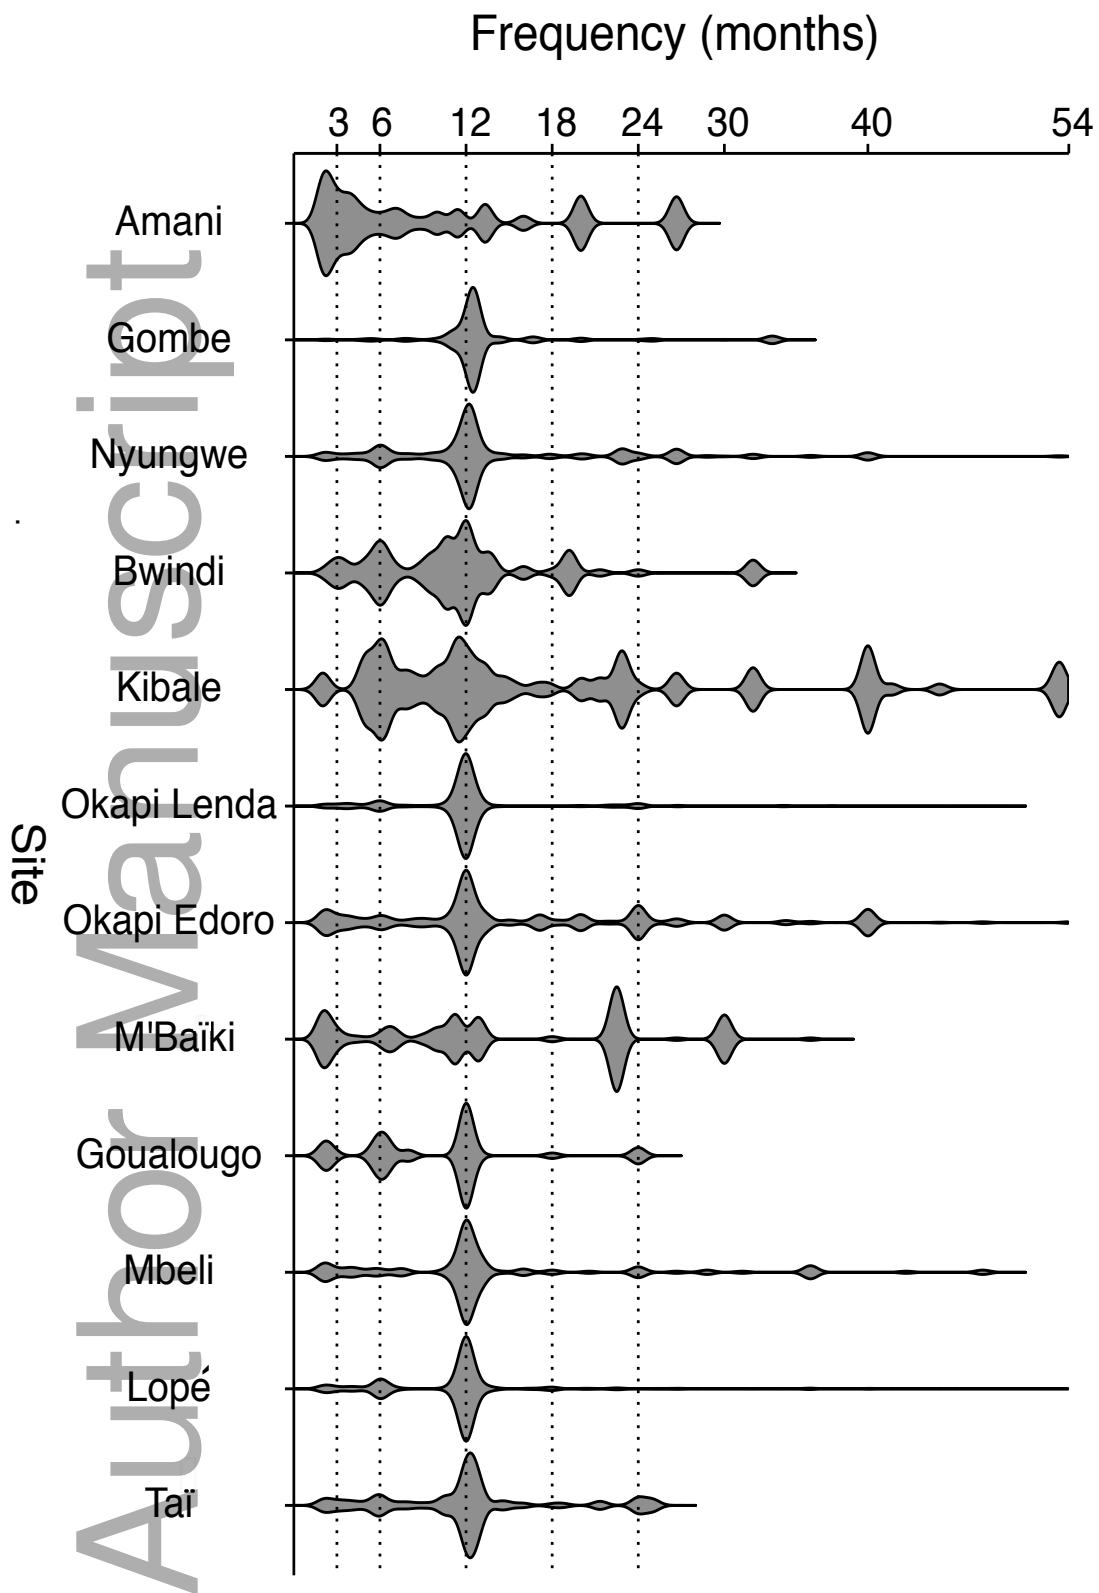 Frequency (months)
3 6 12 18 24 30 40 54
Amani
Gombe
Nyungwe
Bwindi
Kibale
Okapi Lenda
Okapi Edoro
M'Baïki
Goualougo
Mbeli
Lopé
Taï
Site
Author Manuscript